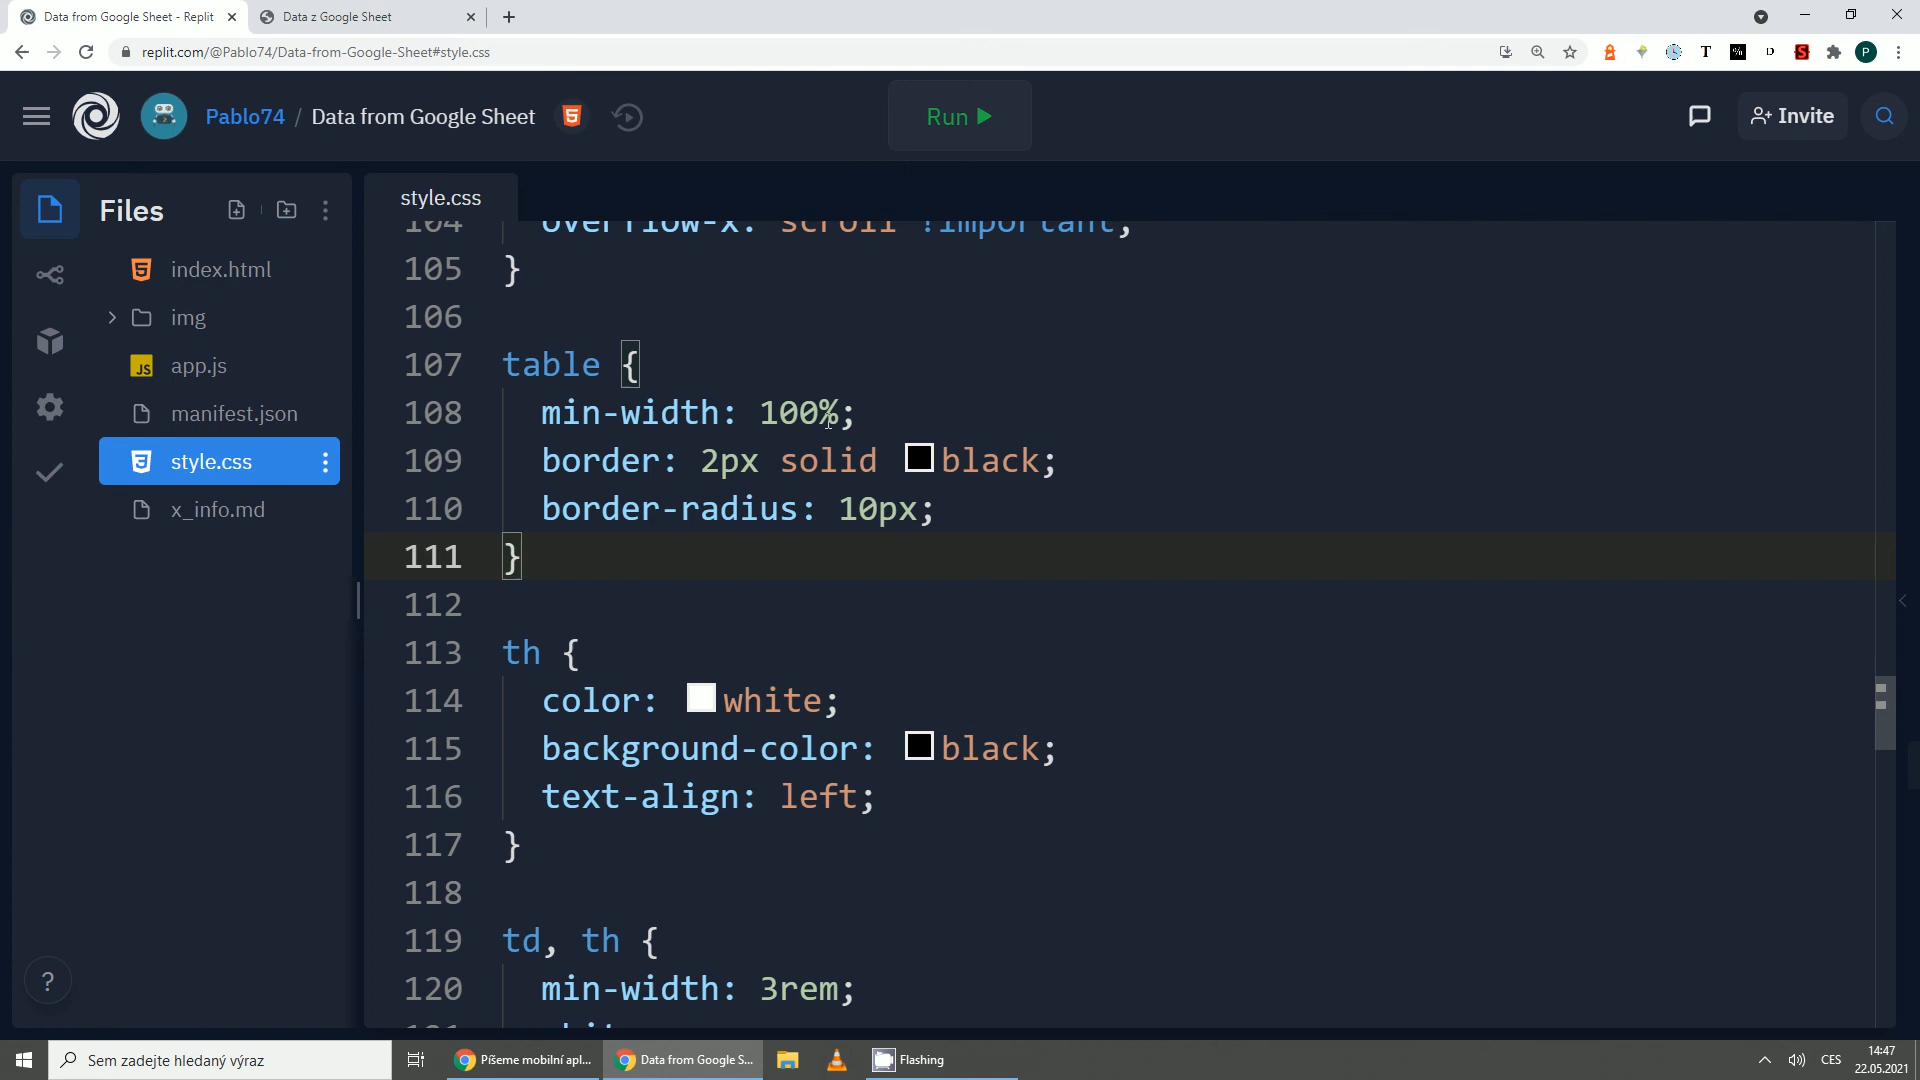 Data from Google Sheet - Replit
Data z Google Sheet
replit.com/@Pablo74/Data-from-Google-Sheet#style.css
T
P
Pablo74 / Data from Google Sheet
Run
Invite
Files
index.html
img
app.js
manifest.json
style.css
x_info.md
style.css
104 overflow-x: scroll !important;
105 }
106
107 table {
108 min-width: 100%;
109 border: 2px solid black;
110 border-radius: 10px;
111 }
112
113 th {
114 color: white;
115 background-color: black;
116 text-align: left;
117 }
118
119 td, th {
120 min-width: 3rem;
?
Sem zadejte hledaný výraz
Píšeme mobilní apl...
Data from Google S...
Flashing
CES
14:47
22.05.2021